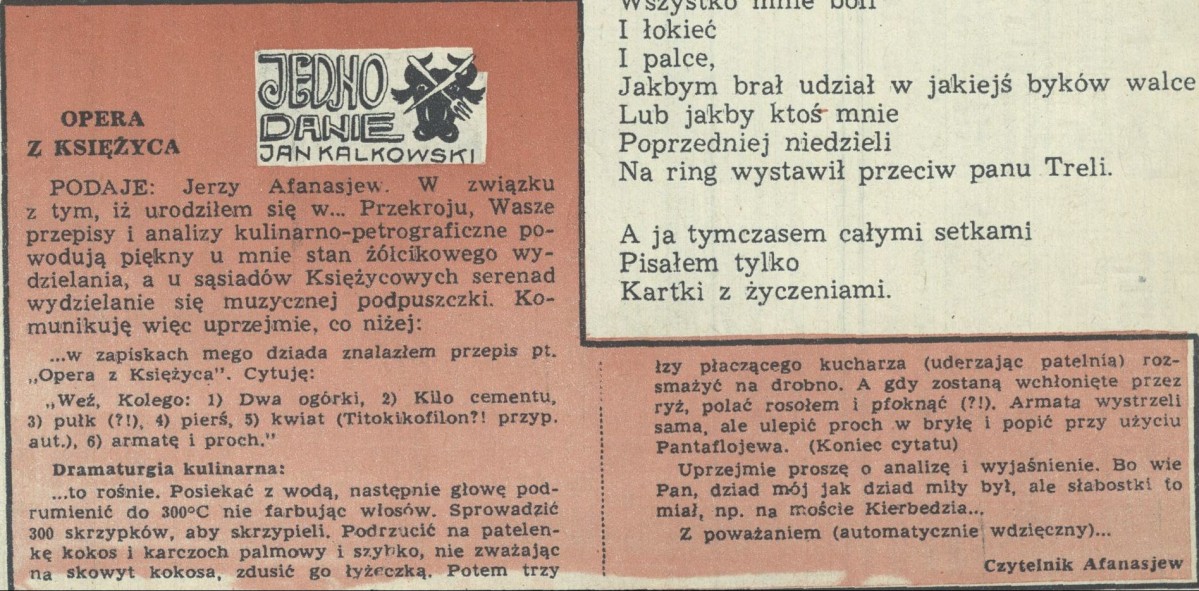 JEDNO
DANIE
JAN KALKOWSKI
OPERA
Z KSIĘŻYCA
PODAJE: Jerzy Afanasjew. W związku
z tym, iż urodziłem się w... Przekroju, Wasze
przepisy i analizy kulinarno-petrograficzne po-
wodują piękny u mnie stan żółcikowego wy-
dzielania, a u sąsiadów Księżycowych serenad
wydzielanie się muzycznej podpuszczki. Ko-
munikuję więc uprzejmie, co niżej:
...w zapiskach mego dziada znalazłem przepis pt.
„Opera z Księżyca". Cytuję:
„Weź, Kolego: 1) Dwa ogórki, 2) Kilo cementu,
3) pułk (?!), 4) pierś, 5) kwiat (Titokikofilon?! przyp.
aut.), 6) armatę i proch."
Dramaturgia kulinarna:
...to rośnie. Posiekać z wodą, następnie głowę pod-
rumienić do 300°C nie farbując włosów. Sprowadzić
300 skrzypków, aby skrzypieli. Podrzucić na patelen-
kę kokos i karczoch palmowy i szybko, nie zważając
na skowyt kokosa, zdusić go łyżeczką. Potem trzy
łzy płaczącego kucharza (uderzając patelnią) roz-
smażyć na drobno. A gdy zostaną wchłonięte przez
ryż, polać rosołem i pfoknąć (?!). Armata wystrzeli
sama, ale ulepić proch w bryłę i popić przy użyciu
Pantaflojewa. (Koniec cytatu)
Uprzejmie proszę o analizę i wyjaśnienie. Bo wie
Pan, dziad mój jak dziad miły był, ale słabostki to
miał, np. na moście Kierbedzia...
Z poważaniem (automatycznie wdzięczny)...
Czytelnik Afanasjew
Wszystko mnie boli
I łokieć
I palce,
Jakbym brał udział w jakiejś byków walce
Lub jakby ktoś mnie
Poprzedniej niedzieli
Na ring wystawił przeciw panu Treli.
A ja tymczasem całymi setkami
Pisałem tylko
Kartki z życzeniami.